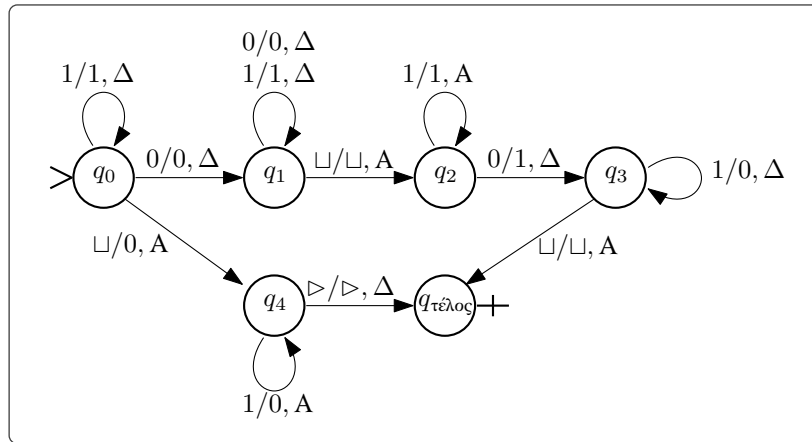 0/0, Δ
1/1, Δ 1/1, Δ 1/1, Α
> q₀ 0/0, Δ q₁ ⊔/⊔, Α q₂ 0/1, Δ q₃ 1/0, Δ
⊔/0, Α ⊔/⊔, Α
q₄ ▷/▷, Δ q_τέλος
1/0, Α